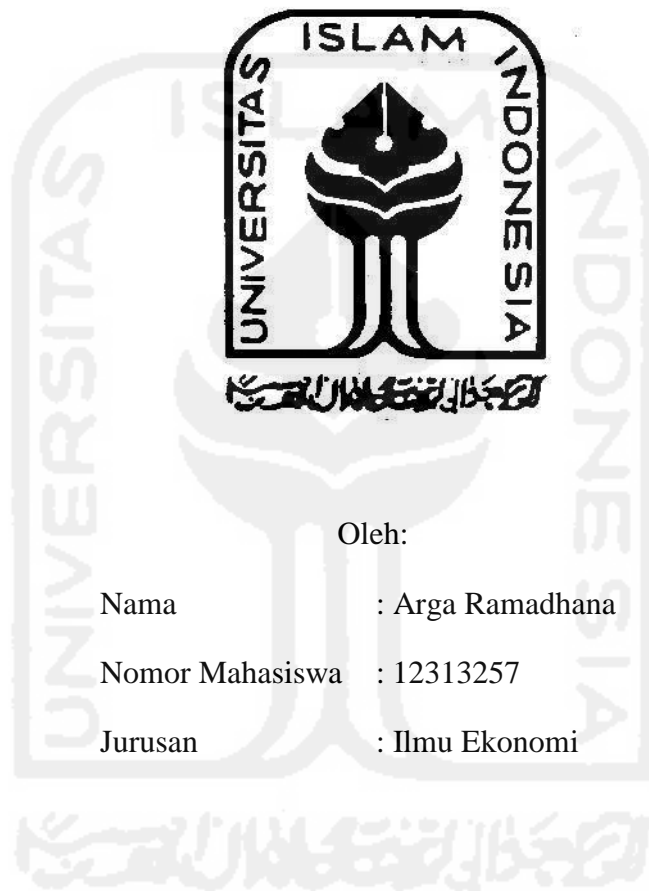 UNIVERSITAS ISLAM INDONESIA
Oleh:
Nama : Arga Ramadhana
Nomor Mahasiswa : 12313257
Jurusan : Ilmu Ekonomi